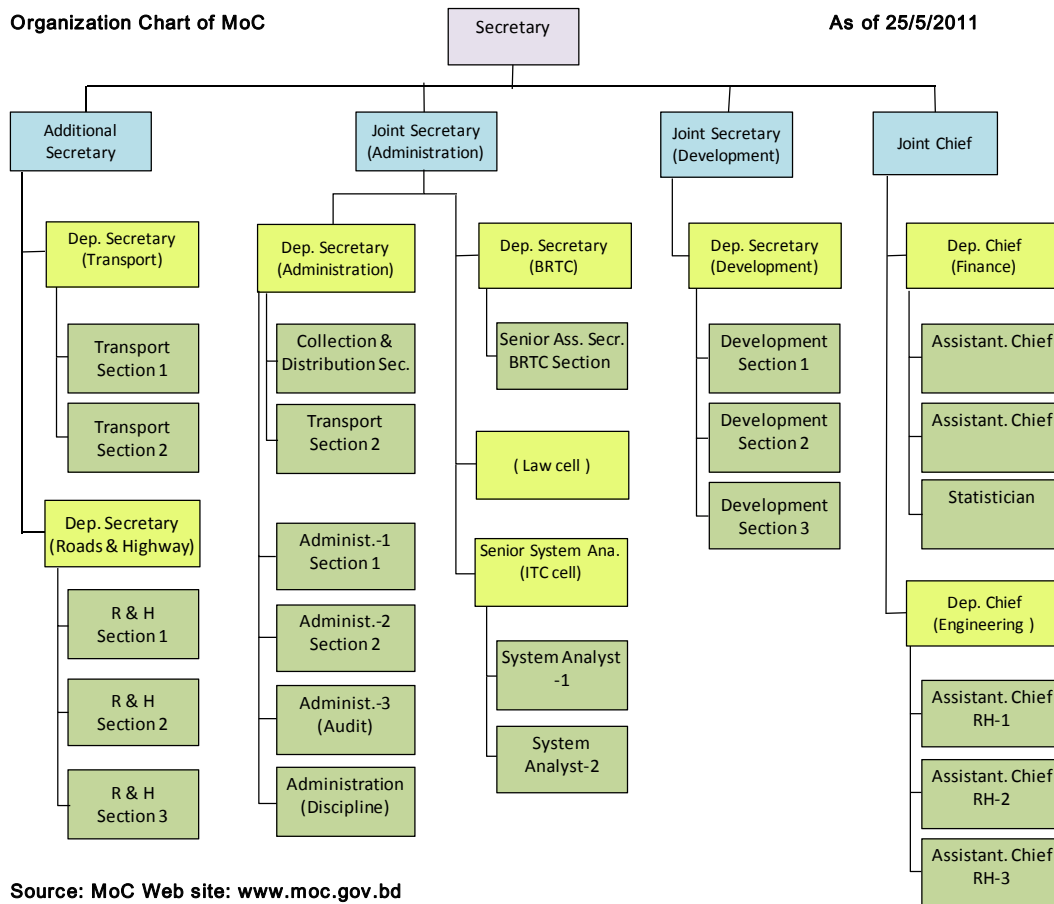 Organization Chart of MoC
As of 25/5/2011
Secretary
Additional
Secretary
Joint Secretary
(Administration)
Joint Secretary
(Development)
Joint Chief
Dep. Secretary
(Transport)
Transport
Section 1
Transport
Section 2
Dep. Secretary
(Roads & Highway)
R & H
Section 1
R & H
Section 2
R & H
Section 3
Dep. Secretary
(Administration)
Collection &
Distribution Sec.
Transport
Section 2
Administ.-1
Section 1
Administ.-2
Section 2
Administ.-3
(Audit)
Administration
(Discipline)
Dep. Secretary
(BRTC)
Senior Ass. Secr.
BRTC Section
( Law cell )
Senior System Ana.
(ITC cell)
System Analyst
-1
System
Analyst-2
Dep. Secretary
(Development)
Development
Section 1
Development
Section 2
Development
Section 3
Dep. Chief
(Finance)
Assistant. Chief
Assistant. Chief
Statistician
Dep. Chief
(Engineering )
Assistant. Chief
RH-1
Assistant. Chief
RH-2
Assistant. Chief
RH-3
Source: MoC Web site: www.moc.gov.bd